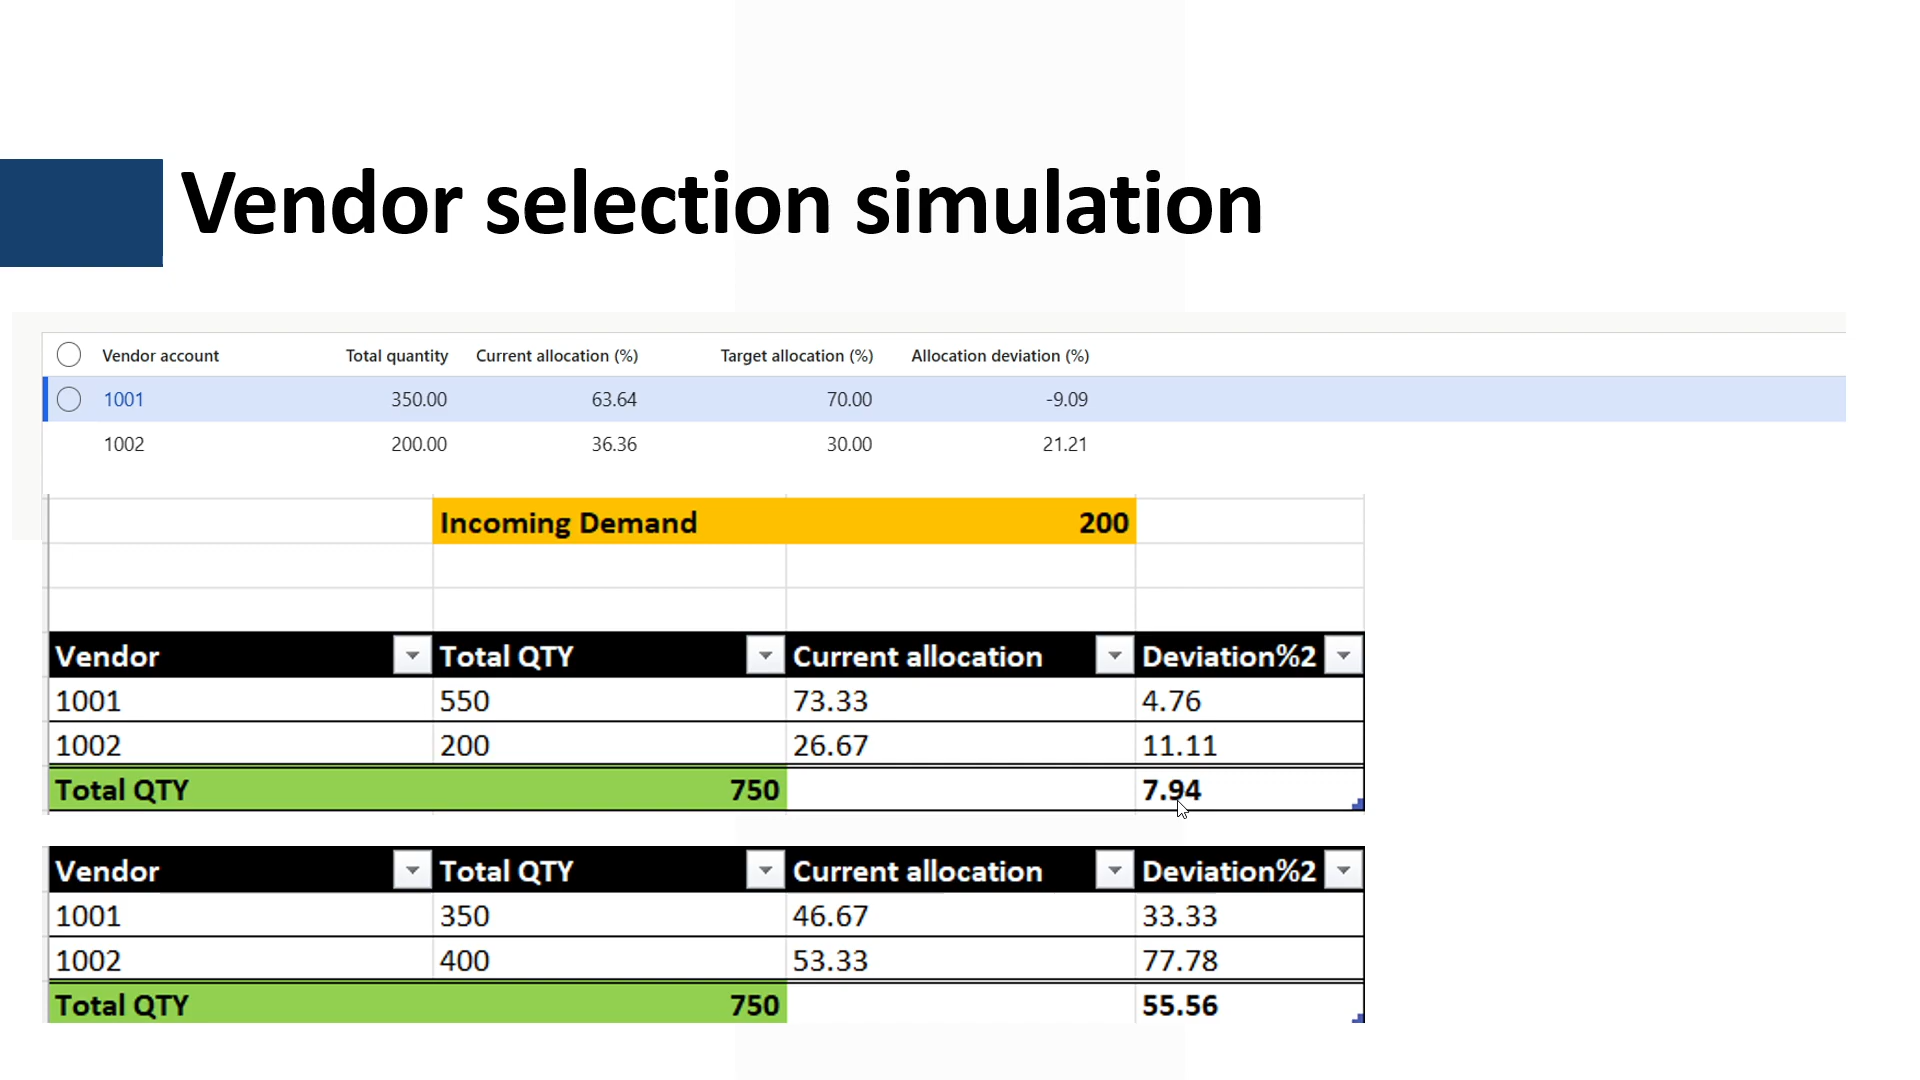 Vendor selection simulation
Vendor account Total quantity Current allocation (%) Target allocation (%) Allocation deviation (%)
1001 350.00 63.64 70.00 -9.09
1002 200.00 36.36 30.00 21.21
Incoming Demand 200
Vendor Total QTY Current allocation Deviation%2
1001 550 73.33 4.76
1002 200 26.67 11.11
Total QTY 750 7.94
Vendor Total QTY Current allocation Deviation%2
1001 350 46.67 33.33
1002 400 53.33 77.78
Total QTY 750 55.56